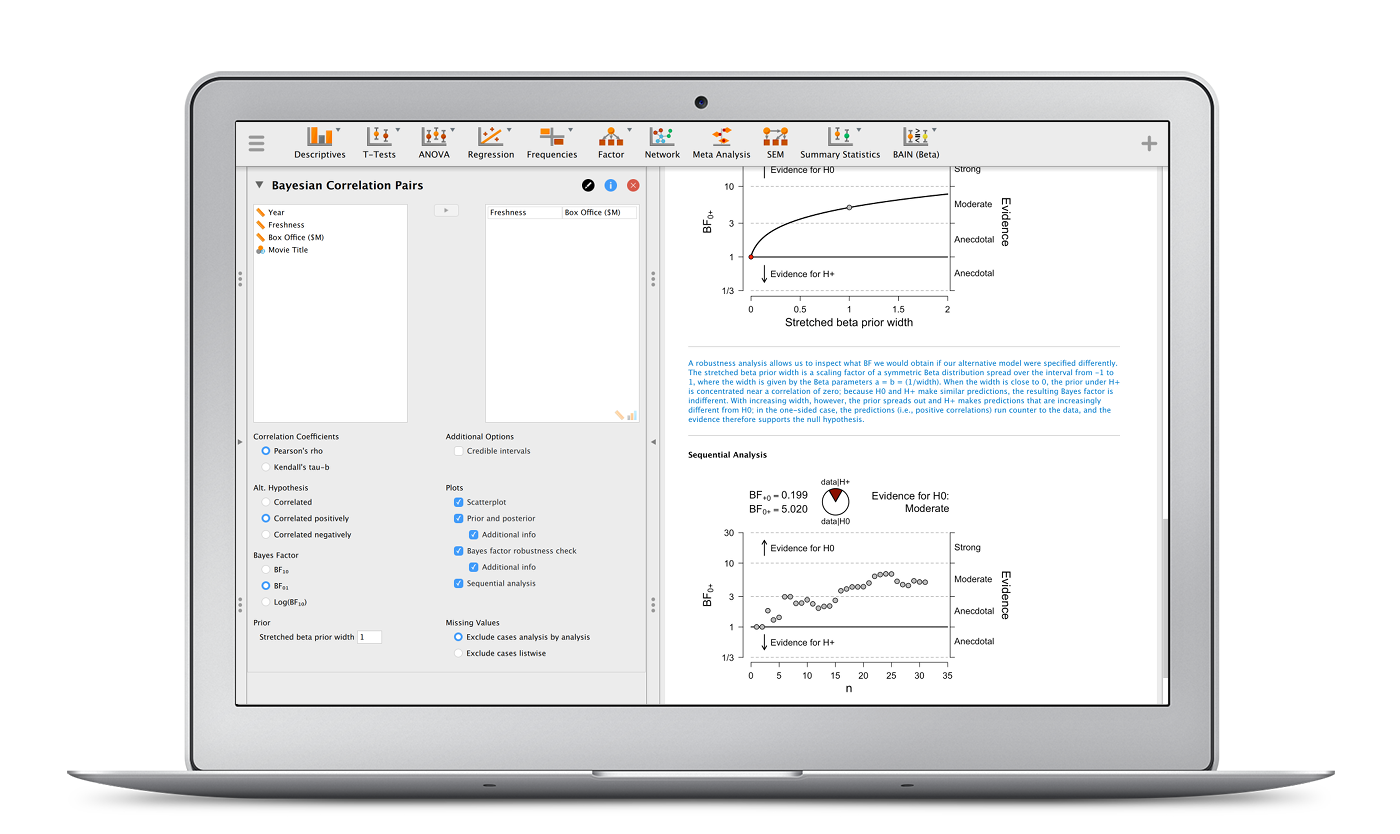 Descriptives
T-Tests
ANOVA
Regression
Frequencies
Factor
Network
Meta Analysis
SEM
Summary Statistics
BAIN (Beta)
Bayesian Correlation Pairs
Year
Freshness
Box Office ($M)
Movie Title
Freshness Box Office ($M)
Correlation Coefficients
Pearson's rho
Kendall's tau-b
Alt. Hypothesis
Correlated
Correlated positively
Correlated negatively
Bayes Factor
BF₁₀
BF₀₁
Log(BF₁₀)
Prior
Stretched beta prior width 1
Additional Options
Credible intervals
Plots
Scatterplot
Prior and posterior
Additional info
Bayes factor robustness check
Additional info
Sequential analysis
Missing Values
Exclude cases analysis by analysis
Exclude cases listwise
Evidence for H0
Strong
10
Moderate
3
Anecdotal
1
Evidence for H+
Anecdotal
1/3
BF₀₊
Evidence
0 0.5 1 1.5 2
Stretched beta prior width
A robustness analysis allows us to inspect what BF we would obtain if our alternative model were specified differently.
The stretched beta prior width is a scaling factor of a symmetric Beta distribution spread over the interval from -1 to
1, where the width is given by the Beta parameters a = b = (1/width). When the width is close to 0, the prior under H+
is concentrated near a correlation of zero; because H0 and H+ make similar predictions, the resulting Bayes factor is
indifferent. With increasing width, however, the prior spreads out and H+ makes predictions that are increasingly
different from H0; in the one-sided case, the predictions (i.e., positive correlations) run counter to the data, and the
evidence therefore supports the null hypothesis.
Sequential Analysis
data|H+
BF₊₀ = 0.199
BF₀₊ = 5.020
data|H0
Evidence for H0:
Moderate
30
Evidence for H0
Strong
10
Moderate
3
Anecdotal
1
Evidence for H+
Anecdotal
1/3
BF₀₊
Evidence
0 5 10 15 20 25 30 35
n